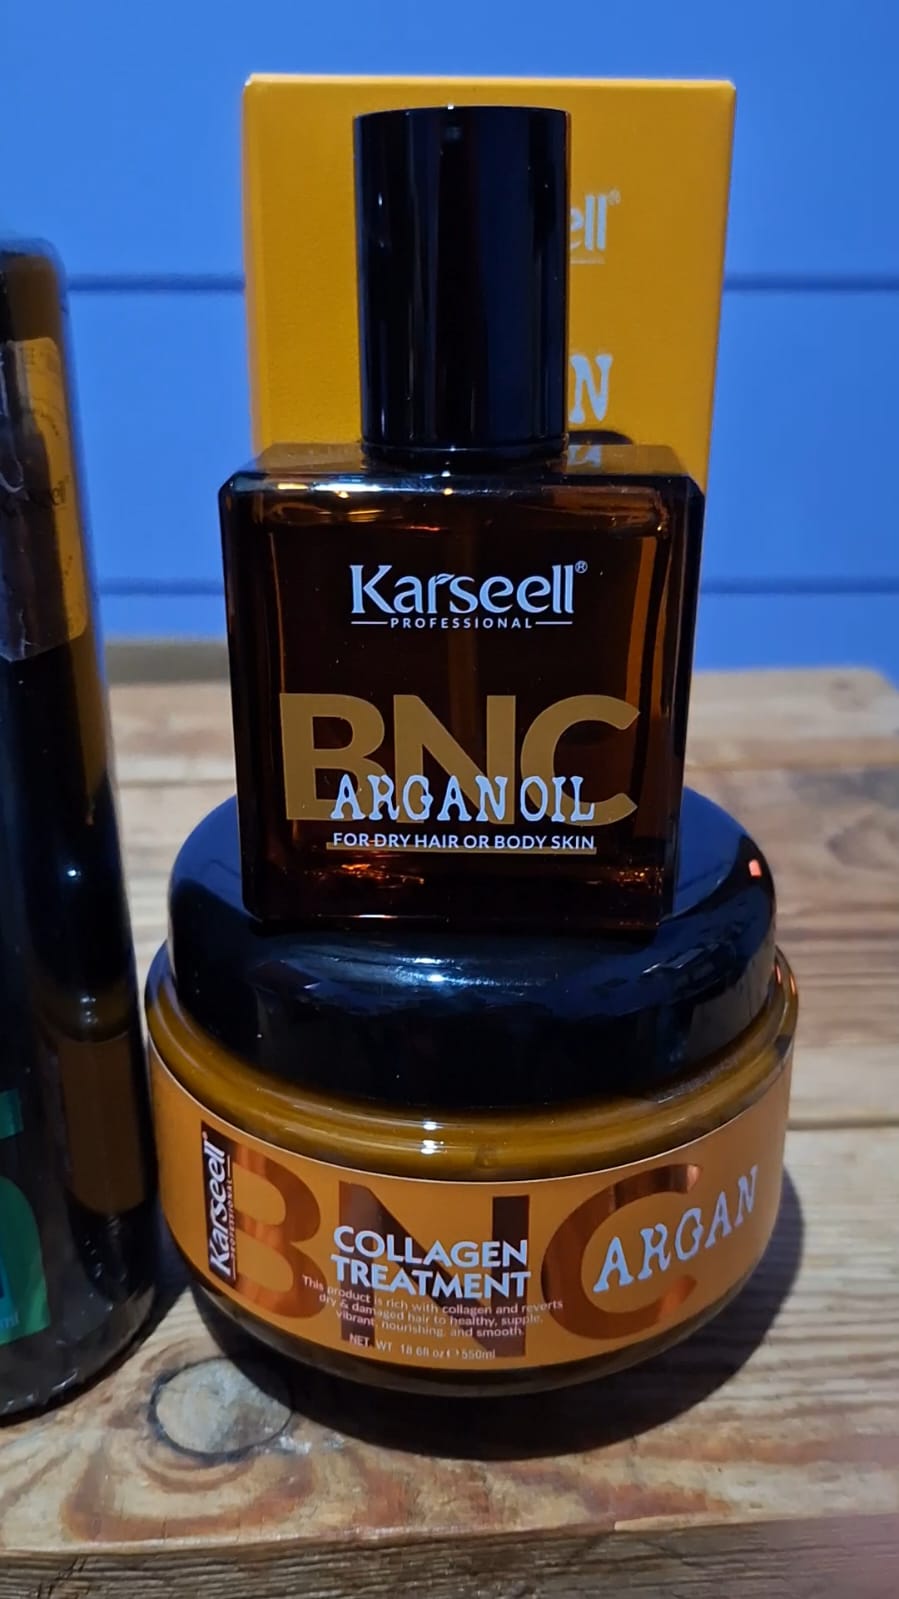 ell®
N
Karseell®
PROFESSIONAL
BNC
ARGAN OIL
FOR DRY HAIR OR BODY SKIN
Karseell®
PROFESSIONAL
BNC
COLLAGEN
TREATMENT
ARGAN
This product is rich with collagen and reverts
dry & damaged hair to healthy, supple,
vibrant, nourishing, and smooth.
NET. WT 18.6fl oz e 550ml